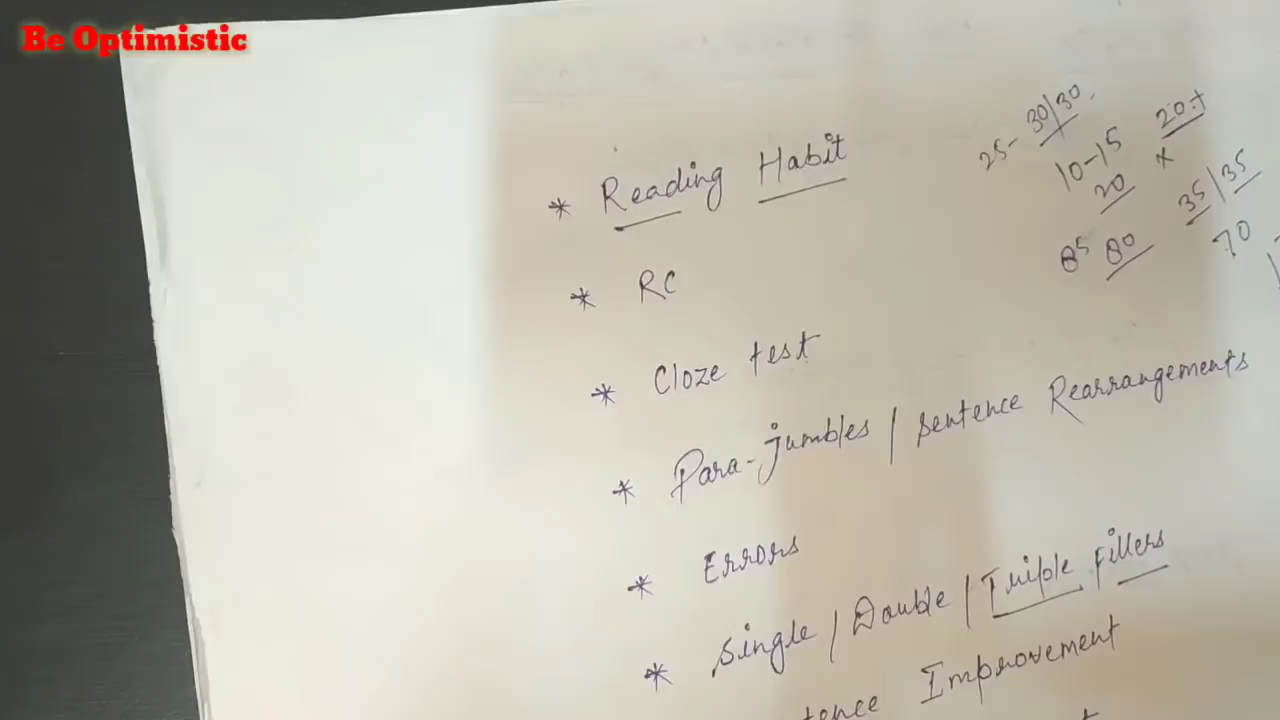 Be Optimistic
* Reading Habit
25- 30/30
10-15 20+
20 *
85 80 35/35
70
* RC
* Cloze test
* Para-jumbles / sentence Rearrangements
* Errors
* Single / Double / Triple Fillers
tence Improvement